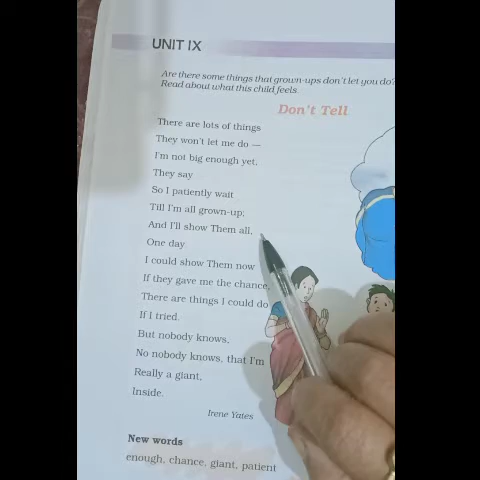 UNIT IX
Are there some things that grown-ups don't let you do?
Read about what this child feels.
Don't Tell
There are lots of things
They won't let me do —
I'm not big enough yet,
They say
So I patiently wait
Till I'm all grown-up;
And I'll show Them all,
One day.
I could show Them now
If they gave me the chance,
There are things I could do
If I tried.
But nobody knows,
No nobody knows, that I'm
Really a giant,
Inside.
Irene Yates
New words
enough, chance, giant, patient